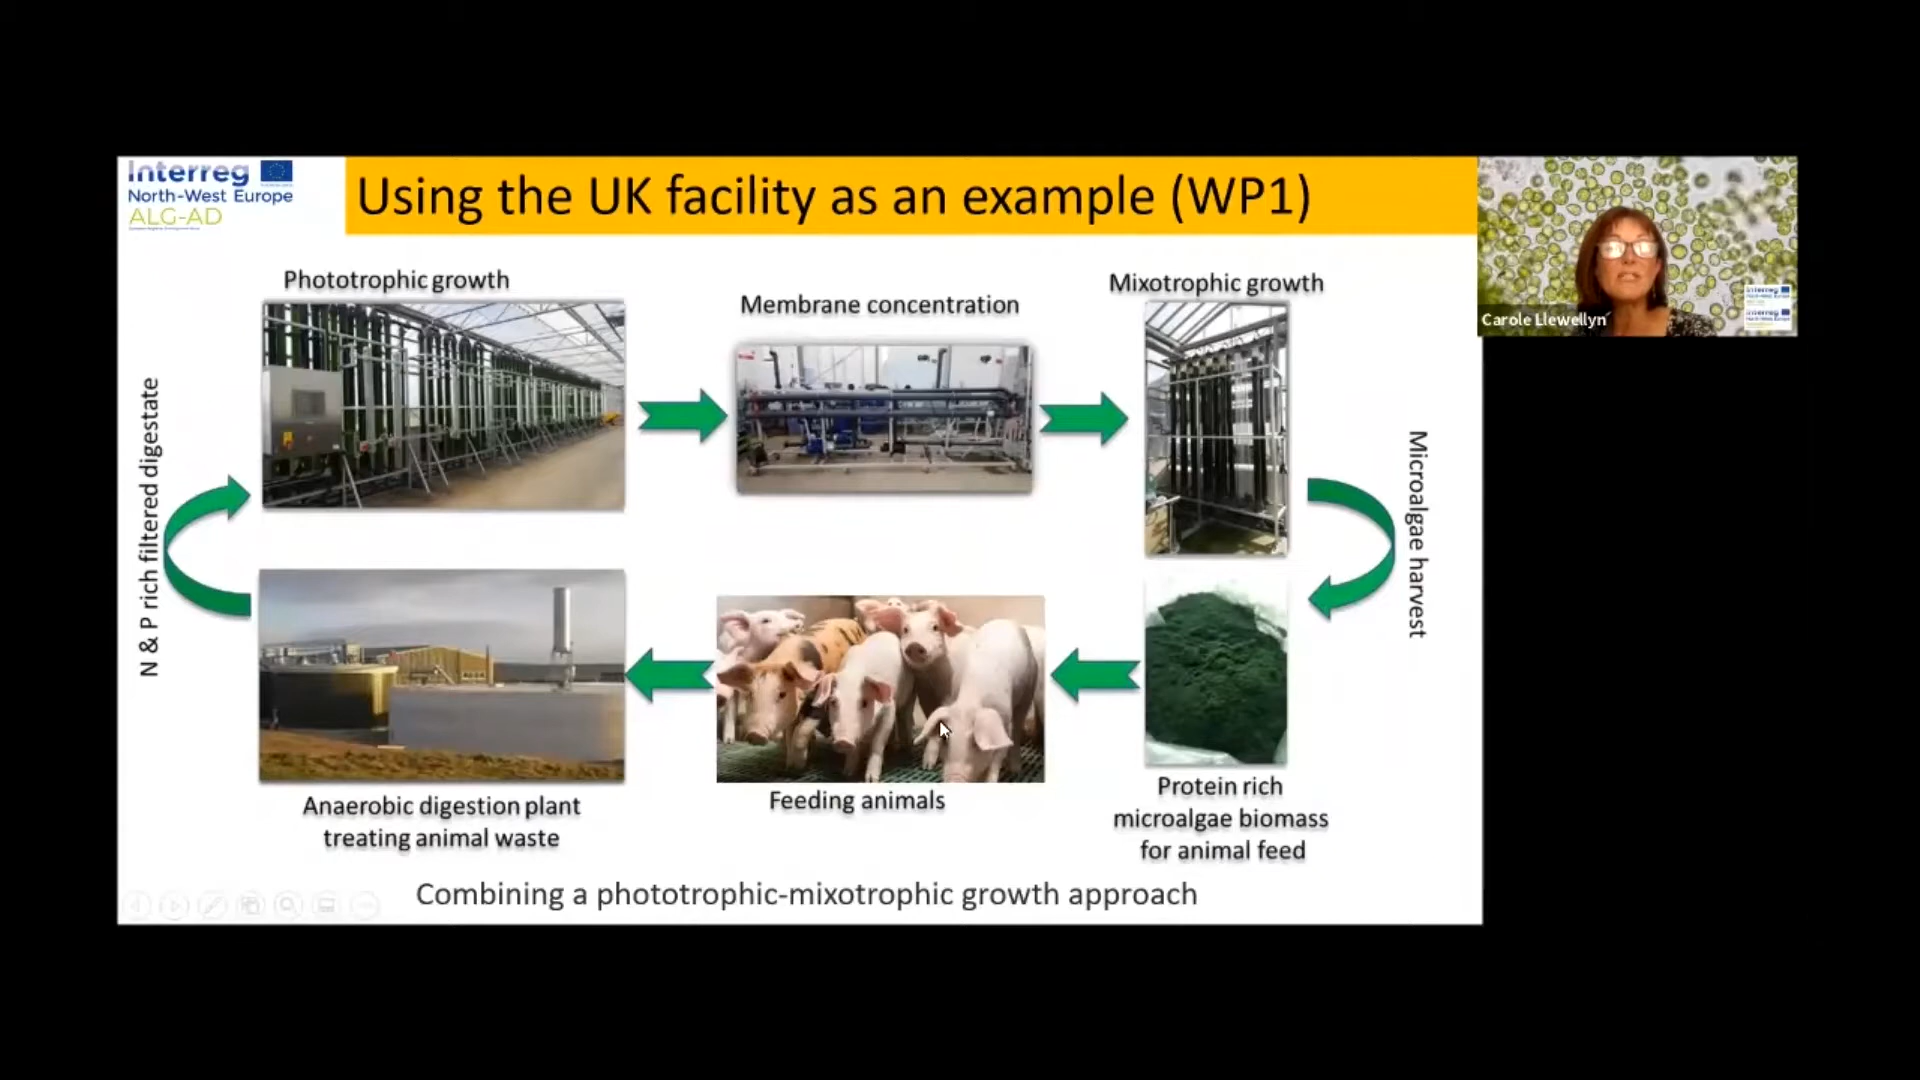 Interreg
North-West Europe
ALG-AD
Using the UK facility as an example (WP1)
Phototrophic growth
Membrane concentration
Mixotrophic growth
N & P rich filtered digestate
Microalgae harvest
Anaerobic digestion plant
treating animal waste
Feeding animals
Protein rich
microalgae biomass
for animal feed
Combining a phototrophic-mixotrophic growth approach
Carole Llewellyn
Interreg
Interreg